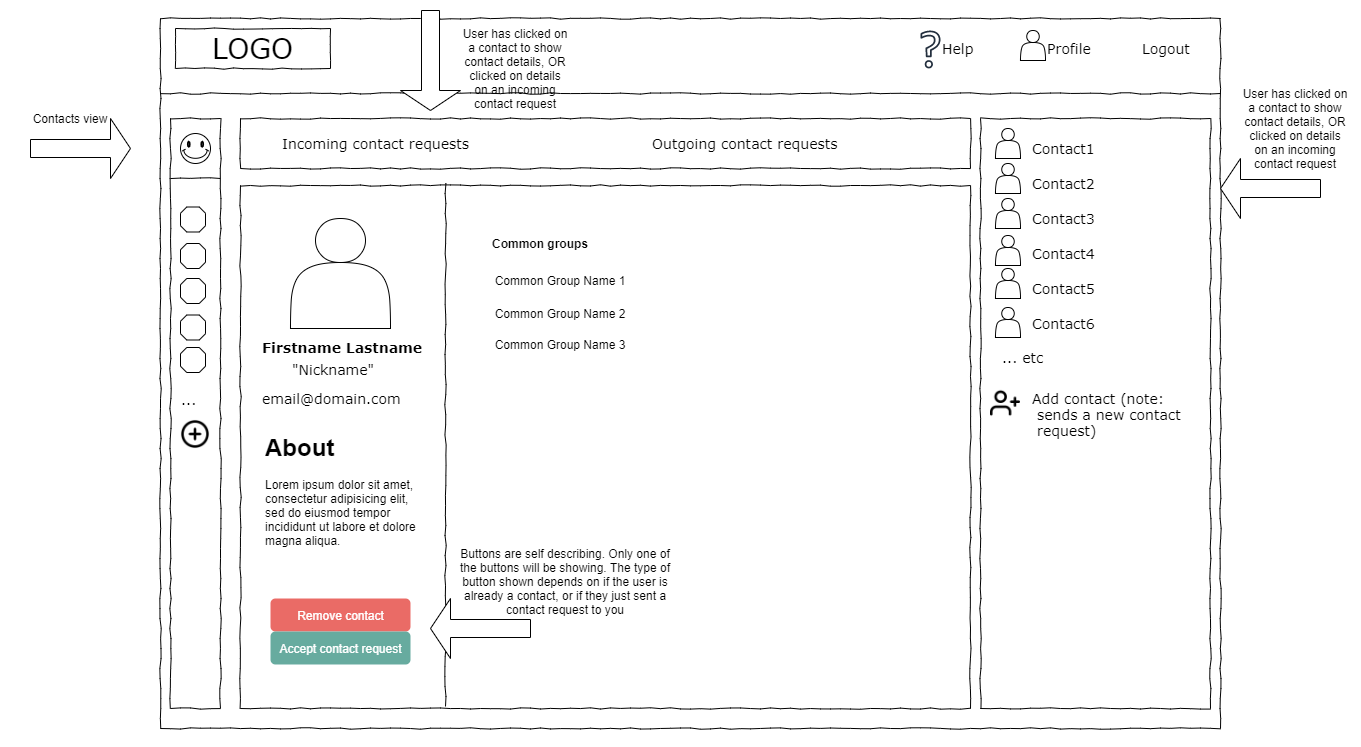 LOGO
Help
Profile
Logout
User has clicked on
a contact to show
contact details, OR
clicked on details
on an incoming
contact request
Contacts view
User has clicked on
a contact to show
contact details, OR
clicked on details
on an incoming
contact request
Incoming contact requests
Outgoing contact requests
...
Firstname Lastname
"Nickname"
email@domain.com
About
Lorem ipsum dolor sit amet,
consectetur adipisicing elit,
sed do eiusmod tempor
incididunt ut labore et dolore
magna aliqua.
Remove contact
Accept contact request
Common groups
Common Group Name 1
Common Group Name 2
Common Group Name 3
Buttons are self describing. Only one of
the buttons will be showing. The type of
button shown depends on if the user is
already a contact, or if they just sent a
contact request to you
Contact1
Contact2
Contact3
Contact4
Contact5
Contact6
... etc
Add contact (note:
sends a new contact
request)